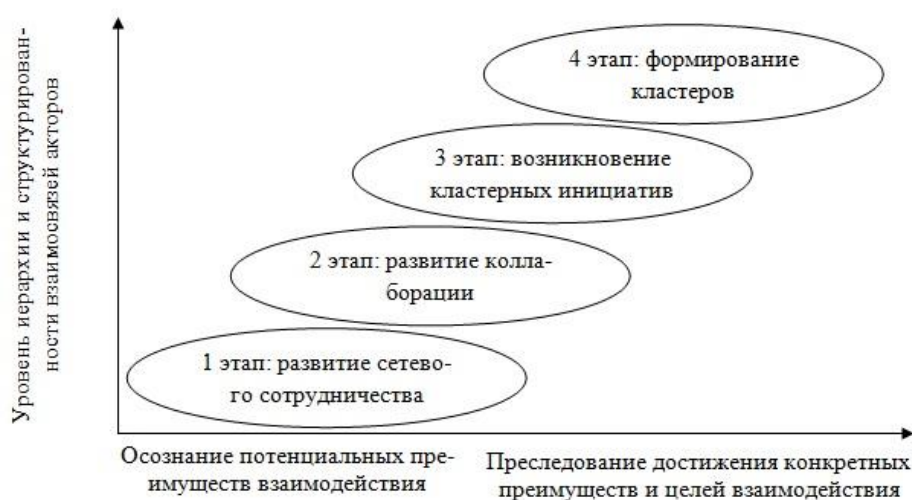 Уровень иерархии и структурирован-
ности взаимосвязей акторов
4 этап: формирование
кластеров
3 этап: возникновение
кластерных инициатив
2 этап: развитие колла-
борации
1 этап: развитие сетево-
го сотрудничества
Осознание потенциальных пре-
имуществ взаимодействия
Преследование достижения конкретных
преимуществ и целей взаимодействия